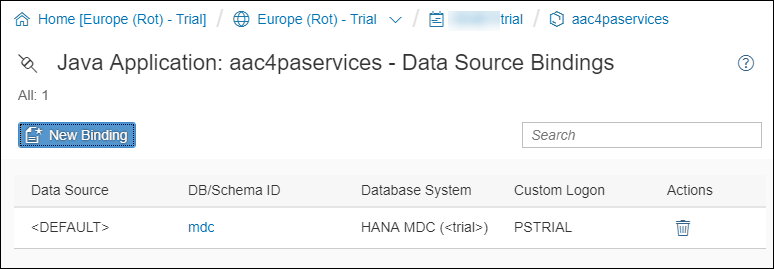 Home [Europe (Rot) - Trial] / Europe (Rot) - Trial / trial / aac4paservices
Java Application: aac4paservices - Data Source Bindings
All: 1
New Binding Search
Data Source DB/Schema ID Database System Custom Logon Actions
<DEFAULT> mdc HANA MDC (<trial>) PSTRIAL